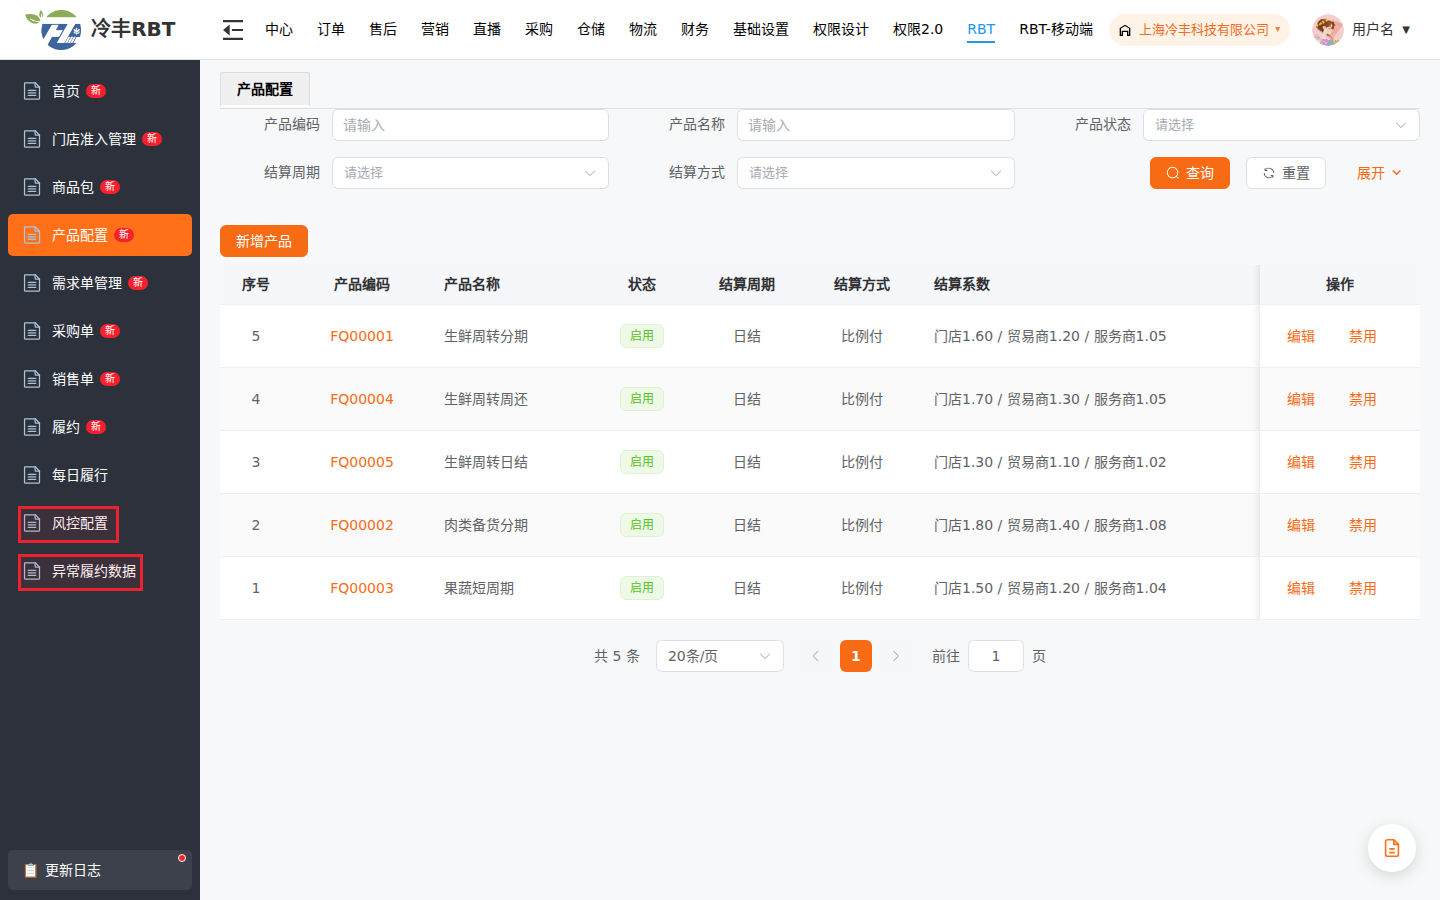 冷丰RBT
中心 订单 售后 营销 直播 采购 仓储 物流 财务 基础设置 权限设计 权限2.0 RBT RBT-移动端 上海冷丰科技有限公司 ▾ 用户名 ▼
首页 新
门店准入管理 新
商品包 新
产品配置 新
需求单管理 新
采购单 新
销售单 新
履约 新
每日履行
风控配置
异常履约数据
更新日志
产品配置
产品编码 请输入 产品名称 请输入 产品状态 请选择
结算周期 请选择 结算方式 请选择 查询 重置 展开
新增产品
序号 产品编码 产品名称 状态 结算周期 结算方式 结算系数 操作
5 FQ00001 生鲜周转分期 启用 日结 比例付 门店1.60 / 贸易商1.20 / 服务商1.05 编辑 禁用
4 FQ00004 生鲜周转周还 启用 日结 比例付 门店1.70 / 贸易商1.30 / 服务商1.05 编辑 禁用
3 FQ00005 生鲜周转日结 启用 日结 比例付 门店1.30 / 贸易商1.10 / 服务商1.02 编辑 禁用
2 FQ00002 肉类备货分期 启用 日结 比例付 门店1.80 / 贸易商1.40 / 服务商1.08 编辑 禁用
1 FQ00003 果蔬短周期 启用 日结 比例付 门店1.50 / 贸易商1.20 / 服务商1.04 编辑 禁用
共 5 条 20条/页 1 前往 1 页